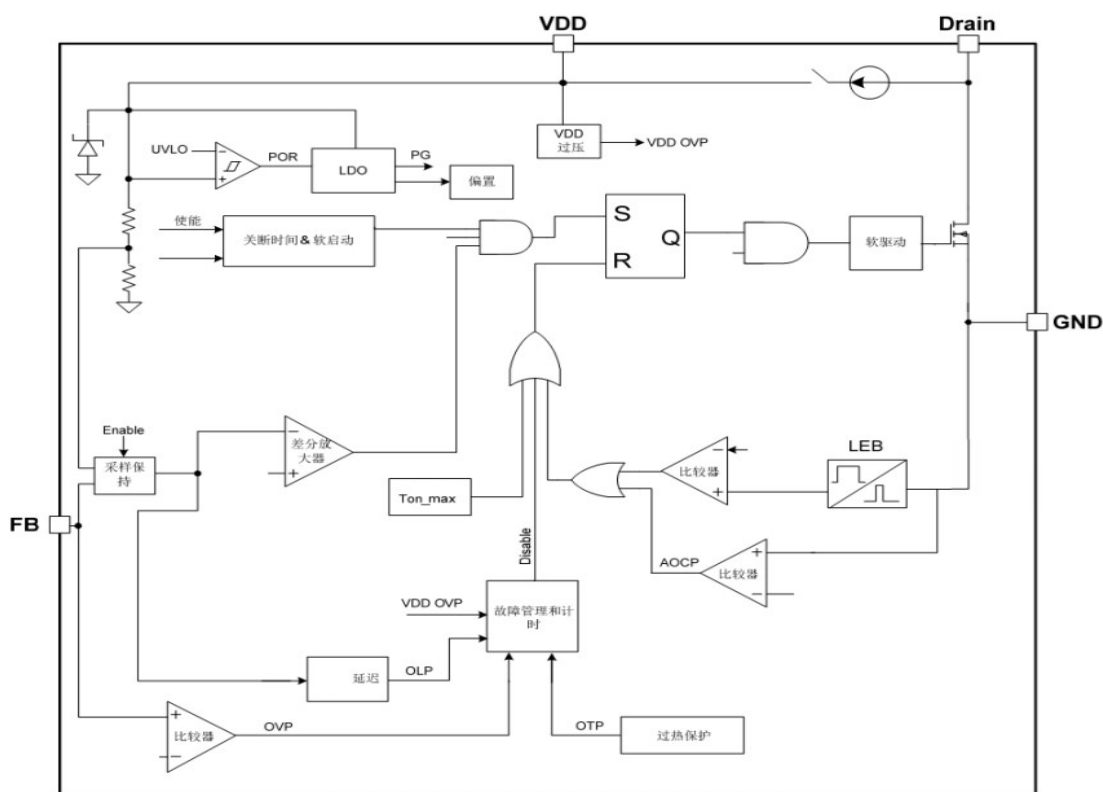 VDD
Drain
VDD
过压
VDD OVP
UVLO
POR
LDO
PG
偏置
使能
关断时间&软启动
S
R
Q
软驱动
GND
Enable
采样保
持
差分放
大器
FB
Ton_max
比较器
LEB
AOCP
比较器
Disable
VDD OVP
故障管理和计
时
延迟
OLP
比较器
OVP
OTP
过热保护